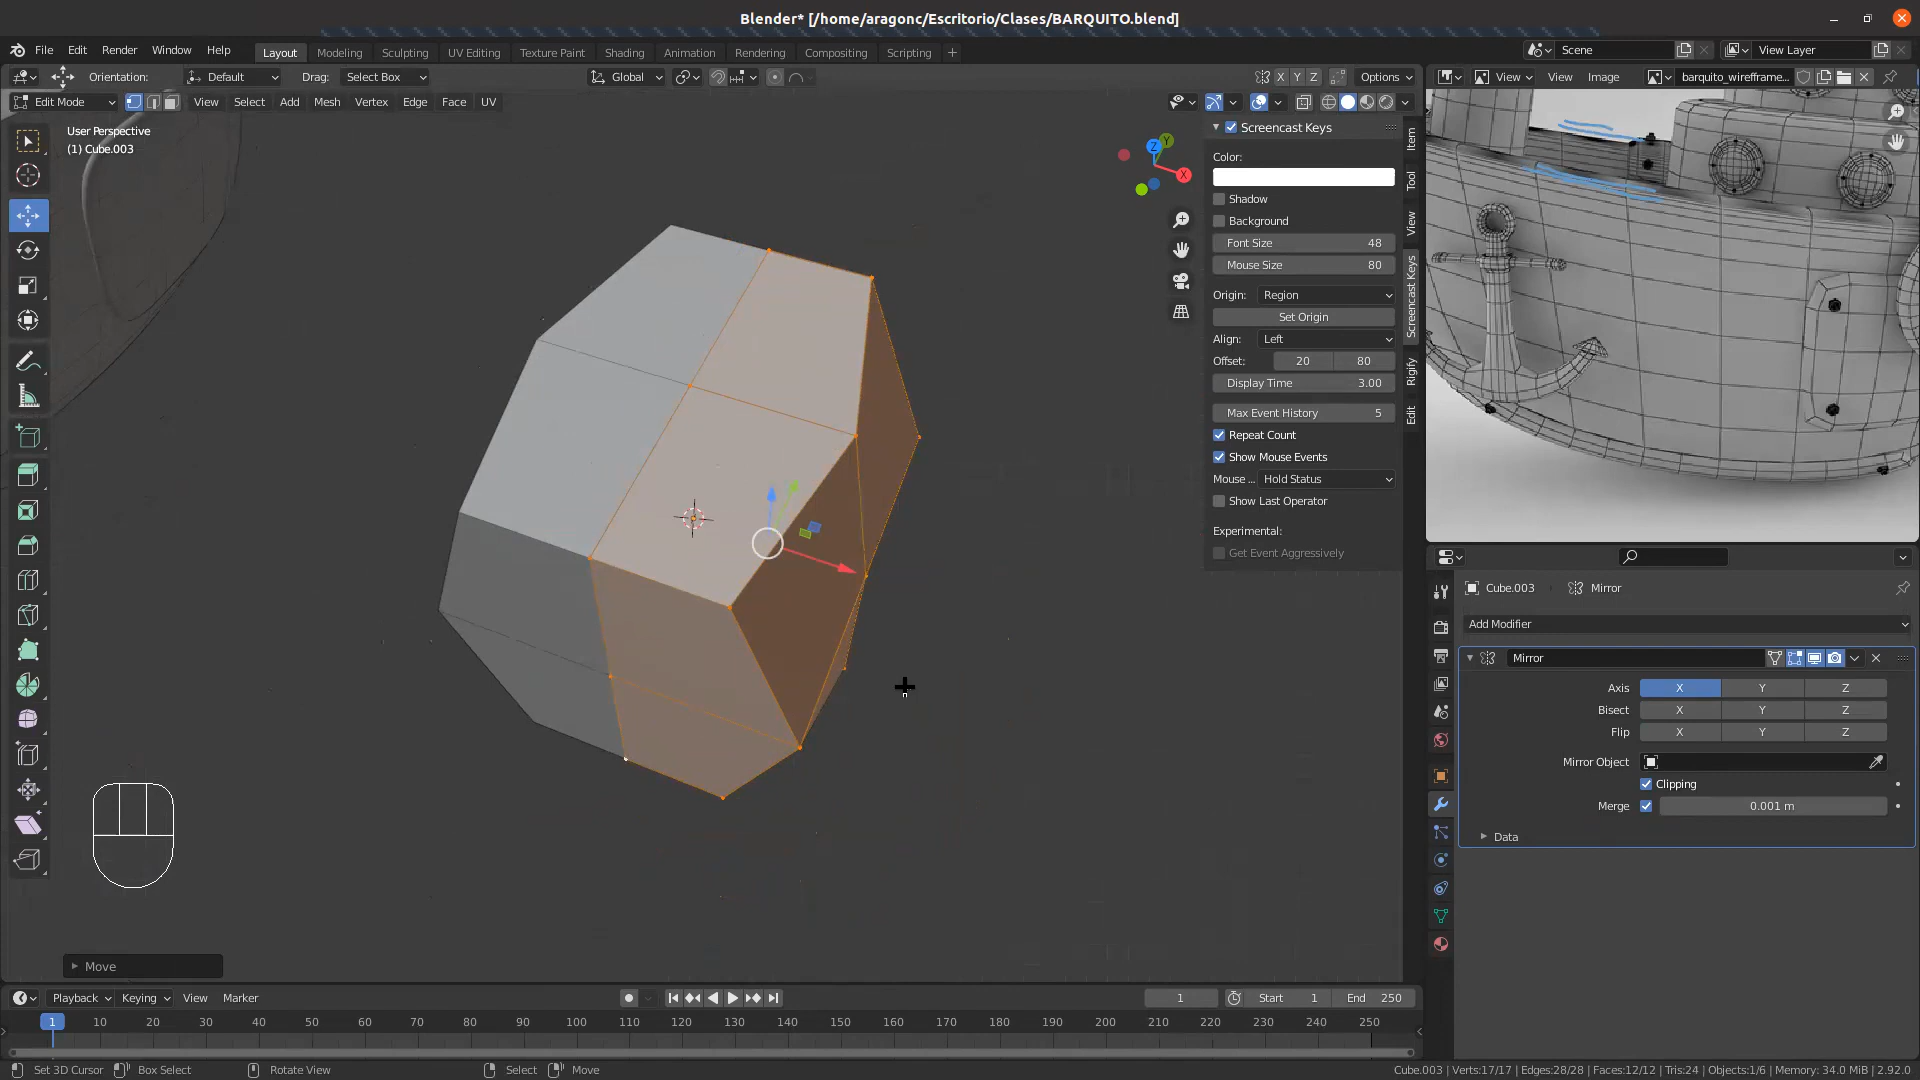 Blender* [/home/aragonc/Escritorio/Clases/BARQUITO.blend]
File Edit Render Window Help Layout Modeling Sculpting UV Editing Texture Paint Shading Animation Rendering Compositing Scripting Scene View Layer
Orientation: Default Drag: Select Box Global X Y Z Options View View Image barquito_wireframe...
Edit Mode View Select Add Mesh Vertex Edge Face UV
User Perspective
(1) Cube.003
Z Y X
Screencast Keys
Color:
Shadow
Background
Font Size 48
Mouse Size 80
Origin: Region
Set Origin
Align: Left
Offset: 20 80
Display Time 3.00
Max Event History 5
Repeat Count
Show Mouse Events
Mouse ... Hold Status
Show Last Operator
Experimental:
Get Event Aggressively
Item
Tool
View
Screencast Keys
Rigify
Edit
Cube.003 Mirror
Add Modifier
Mirror
Axis X Y Z
Bisect X Y Z
Flip X Y Z
Mirror Object
Clipping
Merge 0.001 m
Data
Move
Playback Keying View Marker 1 Start 1 End 250
1 10 20 30 40 50 60 70 80 90 100 110 120 130 140 150 160 170 180 190 200 210 220 230 240 250
Set 3D Cursor Box Select Rotate View Select Move Cube.003 | Verts:17/17 | Edges:28/28 | Faces:12/12 | Tris:24 | Objects:1/6 | Memory: 34.0 MiB | 2.92.0